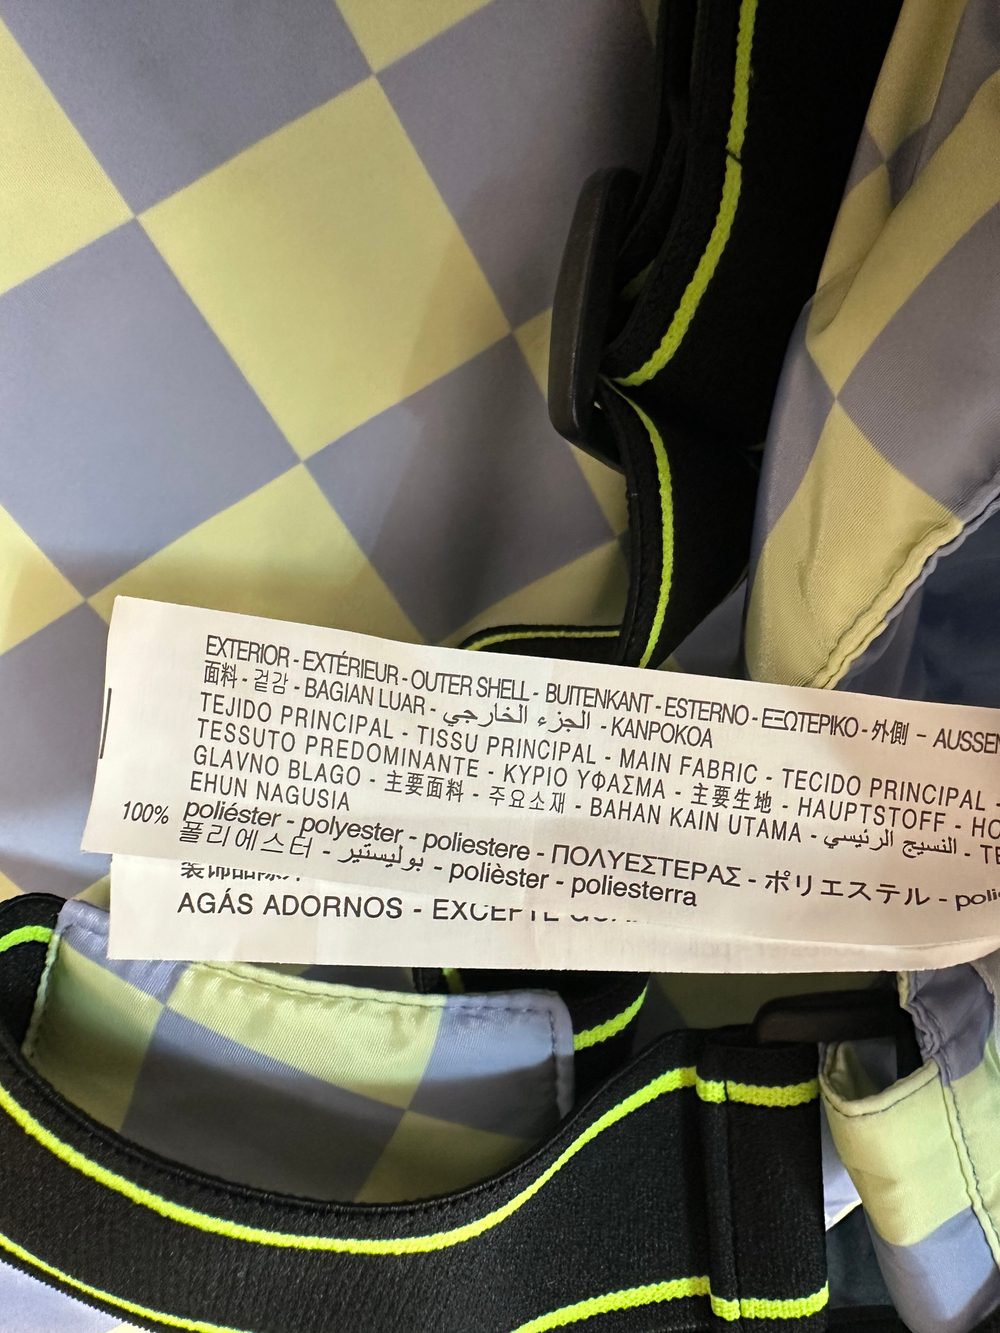 EXTERIOR - EXTÉRIEUR - OUTER SHELL - BUITENKANT - ESTERNO - ΕΞΩΤΕΡΙΚΟ - 外側 - AUSSEN
面料 - 겉감 - BAGIAN LUAR - الجزء الخارجي - KANPOKOA
TEJIDO PRINCIPAL - TISSU PRINCIPAL - MAIN FABRIC - TECIDO PRINCIPAL -
TESSUTO PREDOMINANTE - ΚΥΡΙΟ ΥΦΑΣΜΑ - 主要生地 - HAUPTSTOFF - HO
GLAVNO BLAGO - 主要面料 - 주요소재 - BAHAN KAIN UTAMA - النسيج الرئيسي - TE
EHUN NAGUSIA
100% poliéster - polyester - poliestere - ΠΟΛΥΕΣΤΕΡΑΣ - ポリエステル - polie
폴리에스터 - بوليستير - polièster - poliesterra
AGÁS ADORNOS - EXCEPTE